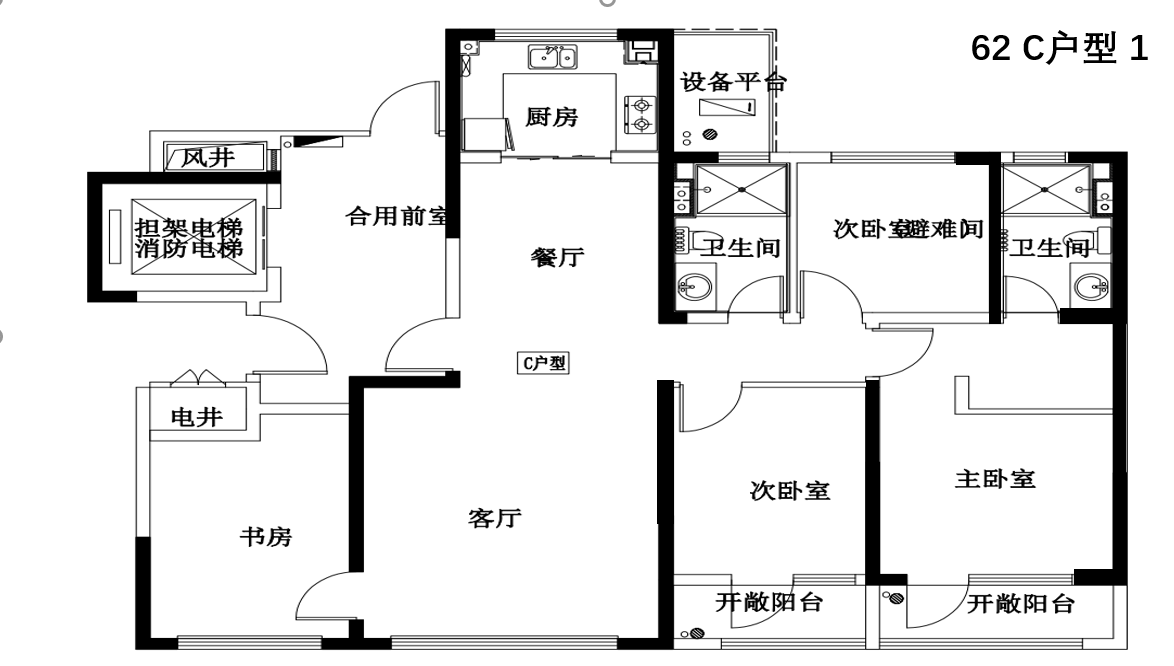 62 C户型 1
设备平台
厨房
风井
合用前室
担架电梯
消防电梯
次卧室避难间
卫生间
卫生间
餐厅
C户型
电井
主卧室
次卧室
客厅
书房
开敞阳台
开敞阳台